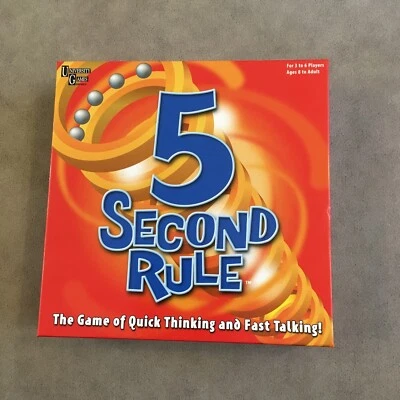 University
Games
For 3 to 6 Players
Ages 8 to Adult
5
SECOND
RULE™
The Game of Quick Thinking and Fast Talking!